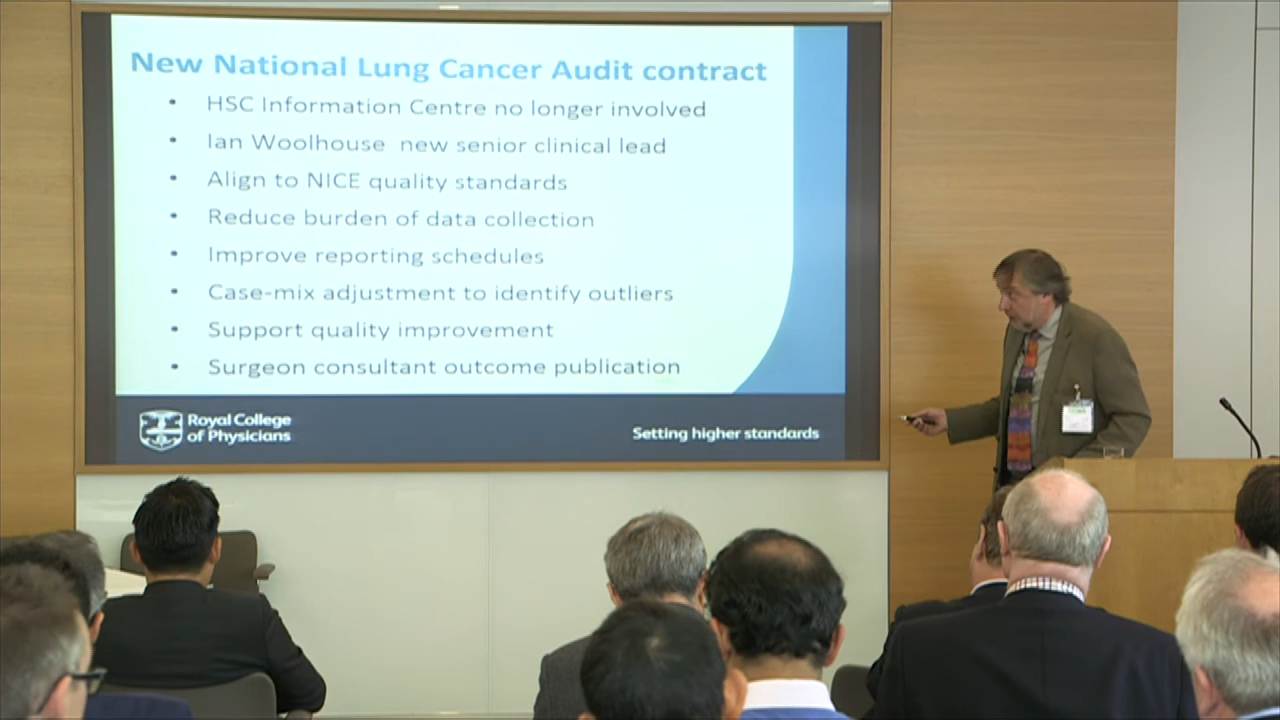 New National Lung Cancer Audit contract
• HSC Information Centre no longer involved
• Ian Woolhouse new senior clinical lead
• Align to NICE quality standards
• Reduce burden of data collection
• Improve reporting schedules
• Case-mix adjustment to identify outliers
• Support quality improvement
• Surgeon consultant outcome publication
Royal College
of Physicians
Setting higher standards